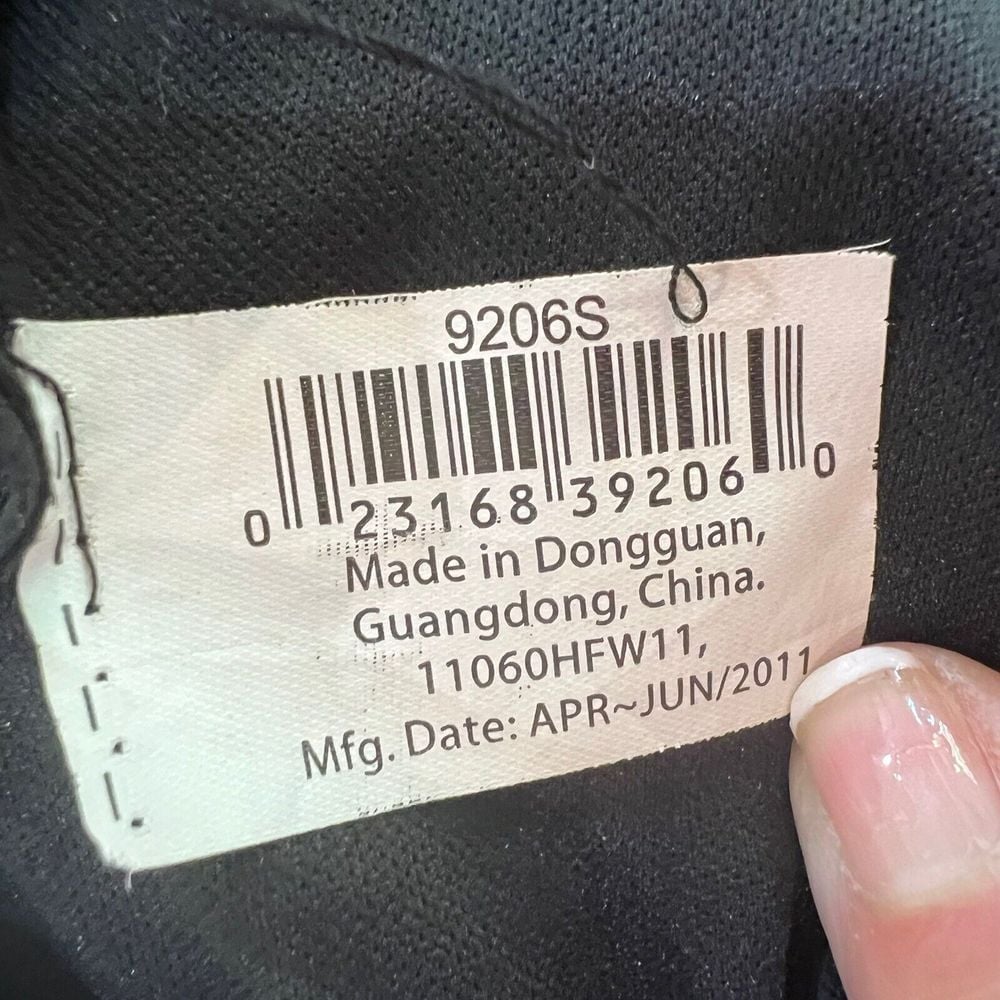 9206S
0 23168 39206 0
Made in Dongguan,
Guangdong, China.
11060HFW11,
Mfg. Date: APR~JUN/2011